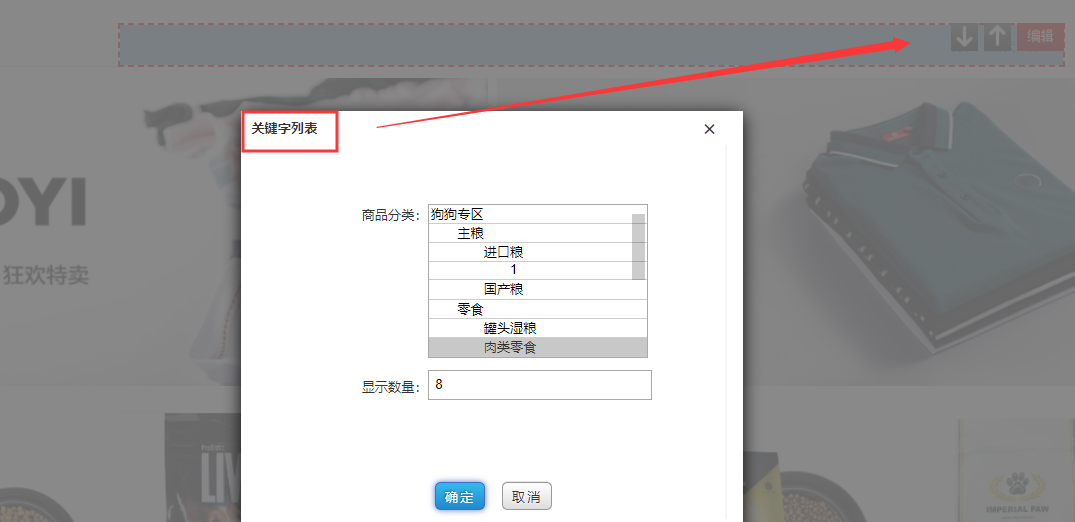 编辑
关键字列表
OYI
狂欢特卖
商品分类：
狗狗专区
主粮
进口粮
1
国产粮
零食
罐头湿粮
肉类零食
显示数量：
8
确定
取消
LIV
IMPERIAL PAW